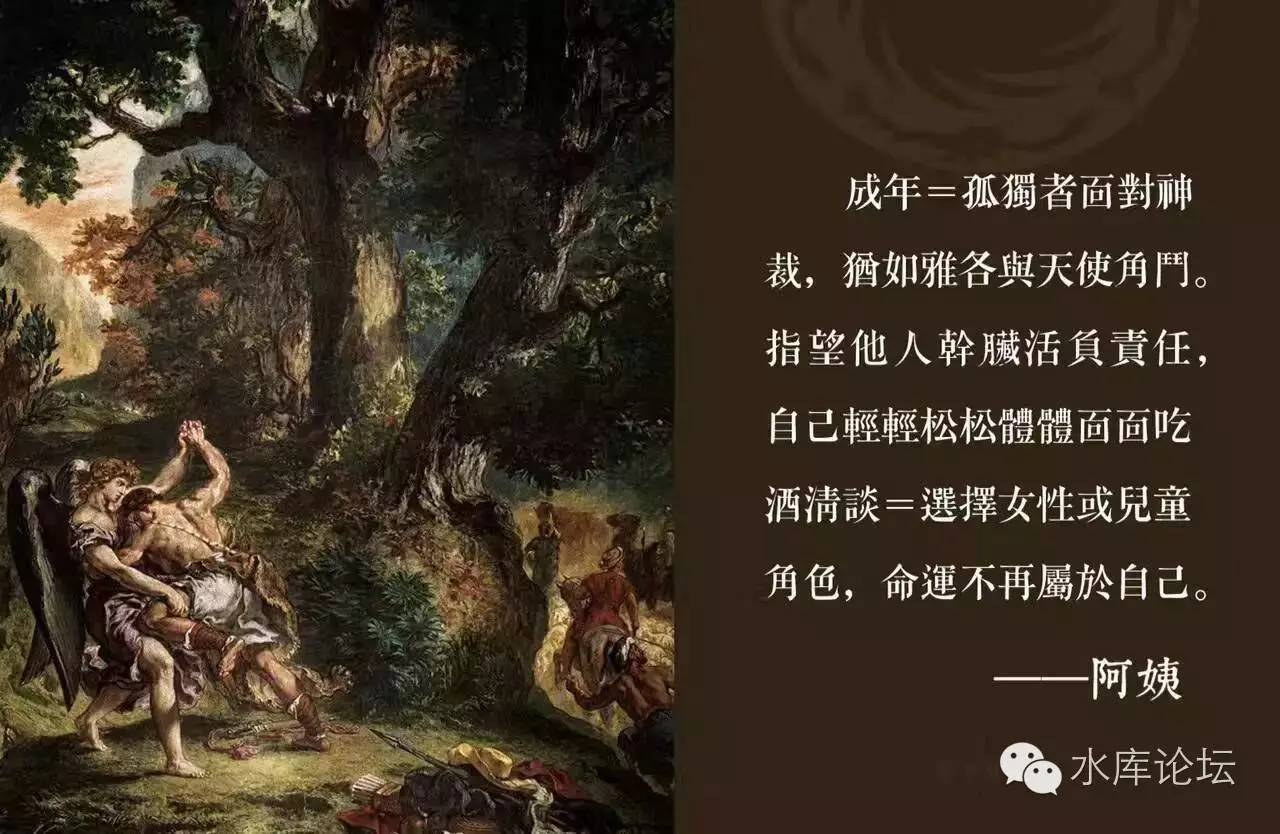 成年＝孤獨者面對神
裁，猶如雅各與天使角鬥。
指望他人幹臟活負責任，
自己輕輕松松體體面面吃
酒清談＝選擇女性或兒童
角色，命運不再屬於自己。
——阿姨
水库论坛